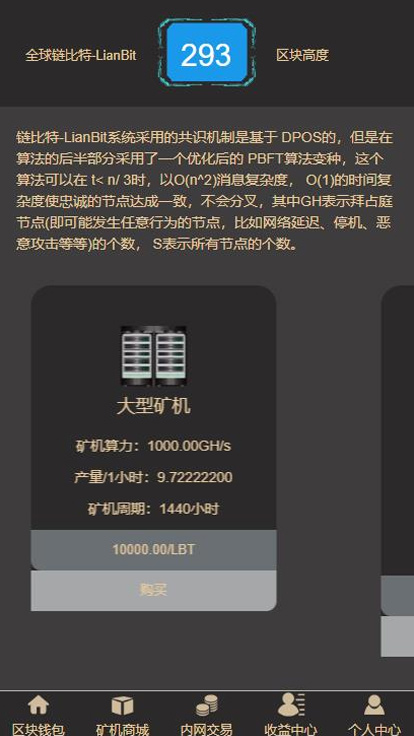 全球链比特-LianBit
293
区块高度
链比特-LianBit系统采用的共识机制是基于 DPOS的，但是在
算法的后半部分采用了一个优化后的 PBFT算法变种，这个
算法可以在 t< n/ 3时，以O(n^2)消息复杂度， O(1)的时间复
杂度使忠诚的节点达成一致，不会分叉，其中GH表示拜占庭
节点(即可能发生任意行为的节点，比如网络延迟、停机、恶
意攻击等等)的个数， S表示所有节点的个数。
大型矿机
矿机算力：1000.00GH/s
产量/1小时：9.72222200
矿机周期：1440小时
10000.00/LBT
购买
区块钱包
矿机商城
内网交易
收益中心
个人中心